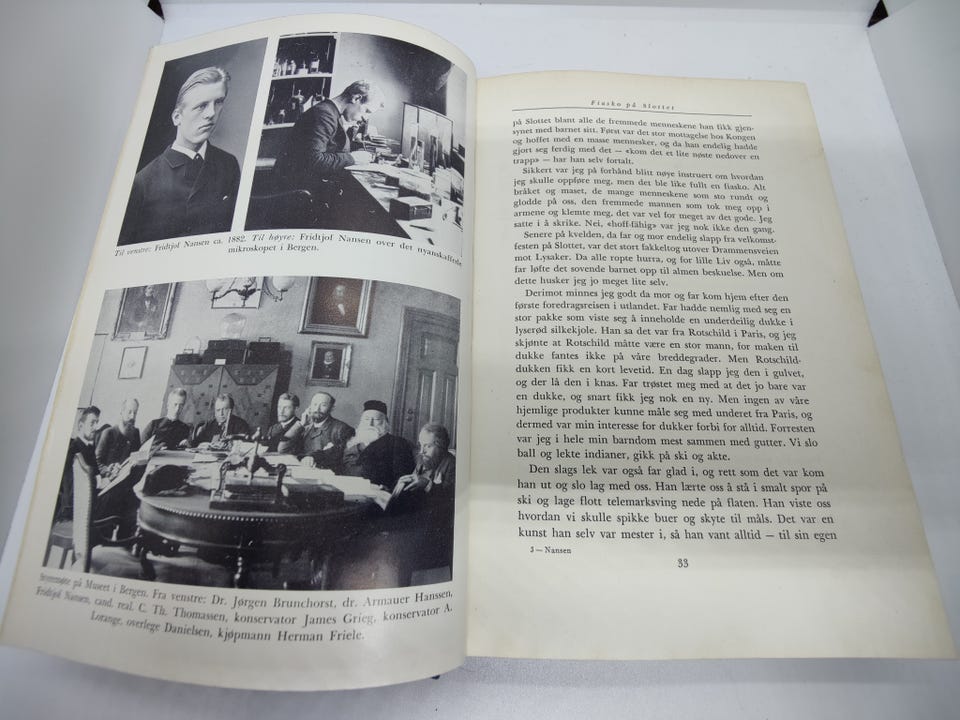 Til venstre: Fridtjof Nansen ca. 1882. Til høyre: Fridtjof Nansen over det nyanskaffede
mikroskopet i Bergen.
Styremøte på Museet i Bergen. Fra venstre: Dr. Jørgen Brunchorst, dr. Armauer Hanssen,
Fridtjof Nansen, cand. real. C. Th. Thomassen, konservator James Grieg, konservator A.
Lorange, overlege Danielsen, kjøpmann Herman Friele.
Fiasko på Slottet
på Slottet blant alle de fremmede menneskene han fikk gjen-
synet med barnet sitt. Først var det stor mottagelse hos Kongen
og hoffet med en masse mennesker, og da han endelig hadde
gjort seg ferdig med det — «kom det et lite nøste nedover en
trapp» — har han selv fortalt.
Sikkert var jeg på forhånd blitt nøye instruert om hvordan
jeg skulle oppføre meg, men det ble like fullt en fiasko. Alt
bråket og maset, de mange menneskene som sto rundt og
glodde på oss, den fremmede mannen som tok meg opp i
armene og klemte meg, det var vel for meget av det gode. Jeg
satte i å skrike. Nei, «hoff-fähig» var jeg nok ikke den gang.
Senere på kvelden, da far og mor endelig slapp fra velkomst-
festen på Slottet, var det stort fakkeltog utover Drammensveien
mot Lysaker. Da alle ropte hurra, og for lille Liv også, måtte
far løfte det sovende barnet opp til almen beskuelse. Men om
dette husker jeg jo meget lite selv.
Derimot minnes jeg godt da mor og far kom hjem efter den
første foredragsreisen i utlandet. Far hadde nemlig med seg en
stor pakke som viste seg å inneholde en underdeilig dukke i
lyserød silkekjole. Han sa det var fra Rotschild i Paris, og jeg
skjønte at Rotschild måtte være en stor mann, for maken til
dukke fantes ikke på våre breddegrader. Men Rotschild-
dukken fikk en kort levetid. En dag slapp jeg den i gulvet,
og der lå den i knas. Far trøstet meg med at det jo bare var
en dukke, og snart fikk jeg nok en ny. Men ingen av våre
hjemlige produkter kunne måle seg med underet fra Paris, og
dermed var min interesse for dukker forbi for alltid. Forresten
var jeg i hele min barndom mest sammen med gutter. Vi slo
ball og lekte indianer, gikk på ski og akte.
Den slags lek var også far glad i, og rett som det var kom
han ut og slo lag med oss. Han lærte oss å stå i smalt spor på
ski og lage flott telemarksving nede på flaten. Han viste oss
hvordan vi skulle spikke buer og skyte til måls. Det var en
kunst han selv var mester i, så han vant alltid — til sin egen
3 — Nansen
33